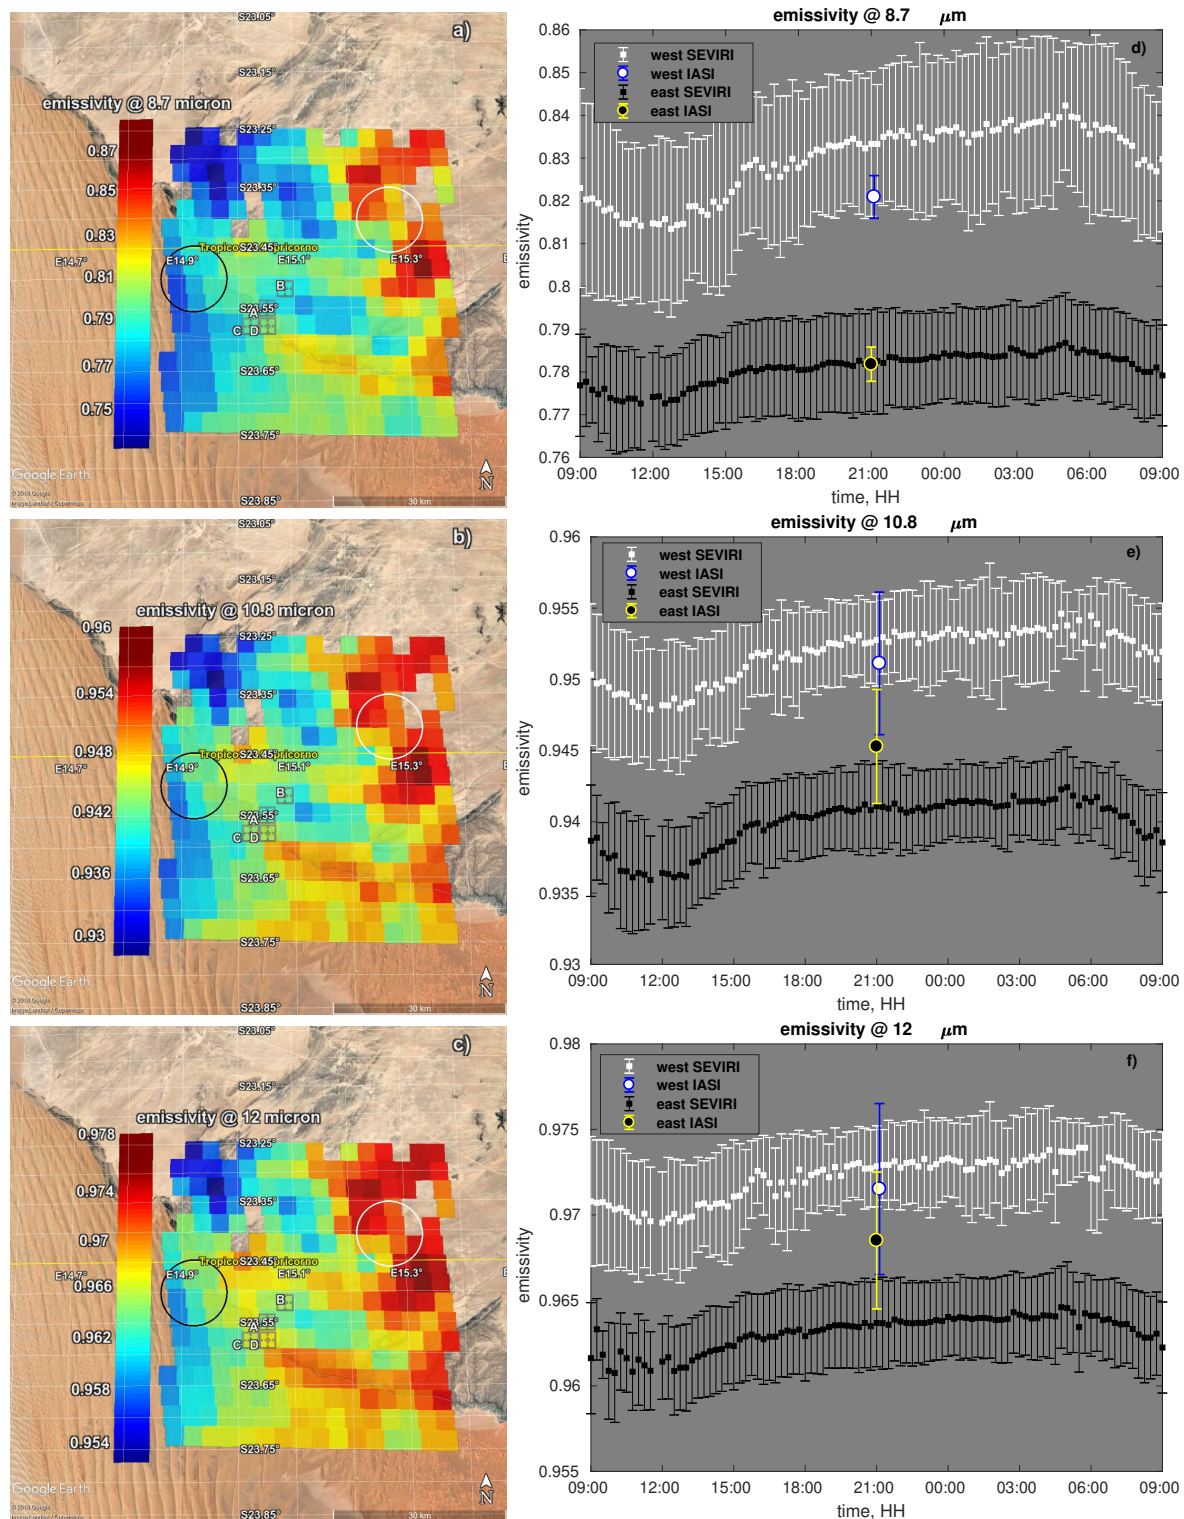 a)
S23.05°
S23.15°
emissivity @ 8.7 micron
S23.25°
0.87
0.85
S23.35°
0.83
Tropico
S23.45°
pricorno
E14.7°
E14.9°
E15.1°
E15.3°
0.81
B
S23.55°
A
0.79
C
D
S23.65°
0.77
0.75
S23.75°
Google Earth
© 2018 Google
Image Landsat / Copernicus
S23.85°
30 km
N
emissivity @ 8.7 μm
d)
west SEVIRI
west IASI
east SEVIRI
east IASI
0.86
0.85
0.84
0.83
0.82
0.81
0.8
0.79
0.78
0.77
0.76
emissivity
09:00 12:00 15:00 18:00 21:00 00:00 03:00 06:00 09:00
time, HH
b)
S23.05°
S23.15°
emissivity @ 10.8 micron
0.96
S23.25°
0.954
S23.35°
0.948
Tropico
S23.45°
pricorno
E14.7°
E14.9°
E15.1°
E15.3°
B
0.942
S23.55°
A
C
D
0.936
S23.65°
0.93
S23.75°
Google Earth
© 2018 Google
Image Landsat / Copernicus
S23.85°
30 km
N
emissivity @ 10.8 μm
e)
west SEVIRI
west IASI
east SEVIRI
east IASI
0.96
0.955
0.95
0.945
0.94
0.935
0.93
emissivity
09:00 12:00 15:00 18:00 21:00 00:00 03:00 06:00 09:00
time, HH
c)
S23.05°
S23.15°
emissivity @ 12 micron
0.978
S23.25°
0.974
S23.35°
0.97
Tropico
S23.45°
pricorno
E14.7°
E14.9°
E15.1°
E15.3°
0.966
B
S23.55°
A
0.962
C
D
S23.65°
0.958
0.954
S23.75°
Google Earth
© 2018 Google
Image Landsat / Copernicus
S23.85°
30 km
N
emissivity @ 12 μm
f)
west SEVIRI
west IASI
east SEVIRI
east IASI
0.98
0.975
0.97
0.965
0.96
0.955
emissivity
09:00 12:00 15:00 18:00 21:00 00:00 03:00 06:00 09:00
time, HH